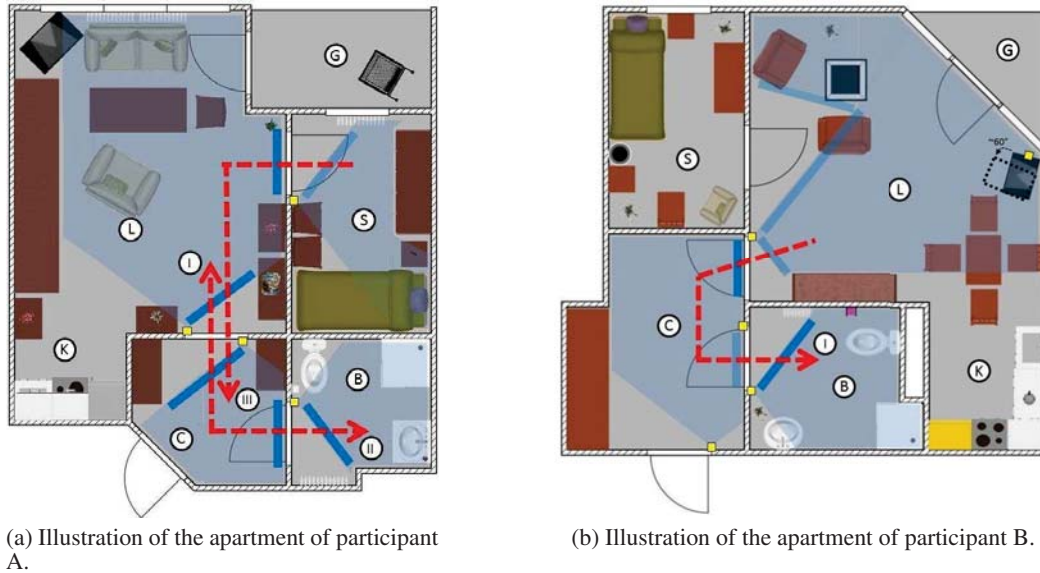 G
S
L
I
K
B
III
C
II
G
S
L
~60°
C
I
K
B
(a) Illustration of the apartment of participant
A.
(b) Illustration of the apartment of participant B.